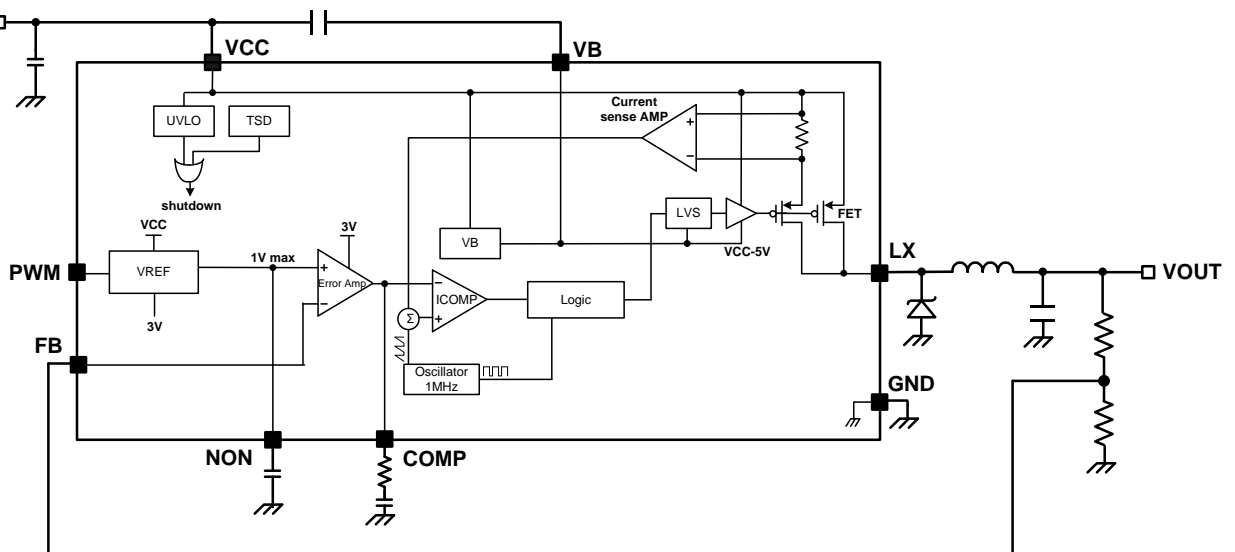 VCC
VB
Current
sense AMP
+
−
UVLO
TSD
shutdown
LVS
FET
VCC
3V
VB
VCC-5V
LX
PWM
VREF
1V max
+
Error Amp
−
−
ICOMP
+
Logic
VOUT
3V
Σ
FB
Oscillator
1MHz
GND
NON
COMP